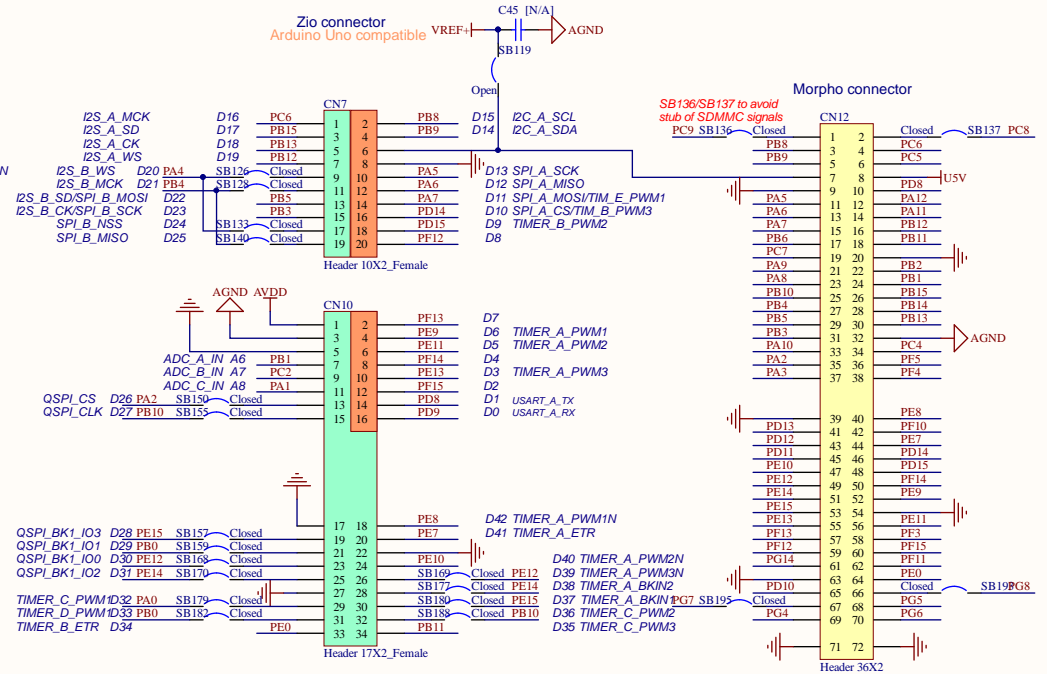 Zio connector
Arduino Uno compatible
C45 [N/A]
VREF+
AGND
SB119
Open
CN7
I2S_A_MCK D16 PC6 1 2 PB8 D15 I2C_A_SCL
I2S_A_SD D17 PB15 3 4 PB9 D14 I2C_A_SDA
I2S_A_CK D18 PB13 5 6
I2S_A_WS D19 PB12 7 8
N I2S_B_WS D20 PA4 SB126 Closed 9 10 PA5 D13 SPI_A_SCK
I2S_B_MCK D21 PB4 SB128 Closed 11 12 PA6 D12 SPI_A_MISO
I2S_B_SD/SPI_B_MOSI D22 PB5 13 14 PA7 D11 SPI_A_MOSI/TIM_E_PWM1
I2S_B_CK/SPI_B_SCK D23 PB3 15 16 PD14 D10 SPI_A_CS/TIM_B_PWM3
SPI_B_NSS D24 SB133 Closed 17 18 PD15 D9 TIMER_B_PWM2
SPI_B_MISO D25 SB140 Closed 19 20 PF12 D8
Header 10X2_Female
AGND AVDD
CN10
1 2 PF13 D7
3 4 PE9 D6 TIMER_A_PWM1
5 6 PE11 D5 TIMER_A_PWM2
ADC_A_IN A6 PB1 7 8 PF14 D4
ADC_B_IN A7 PC2 9 10 PE13 D3 TIMER_A_PWM3
ADC_C_IN A8 PA1 11 12 PF15 D2
QSPI_CS D26 PA2 SB150 Closed 13 14 PD8 D1 USART_A_TX
QSPI_CLK D27 PB10 SB155 Closed 15 16 PD9 D0 USART_A_RX
17 18 PE8 D42 TIMER_A_PWM1N
QSPI_BK1_IO3 D28 PE15 SB157 Closed 19 20 PE7 D41 TIMER_A_ETR
QSPI_BK1_IO1 D29 PB0 SB159 Closed 21 22
QSPI_BK1_IO0 D30 PE12 SB168 Closed 23 24 PE10 D40 TIMER_A_PWM2N
QSPI_BK1_IO2 D31 PE14 SB170 Closed 25 26 SB169 Closed PE12 D39 TIMER_A_PWM3N
27 28 SB177 Closed PE14 D38 TIMER_A_BKIN2
TIMER_C_PWM1 D32 PA0 SB179 Closed 29 30 SB180 Closed PE15 D37 TIMER_A_BKIN1
TIMER_D_PWM1 D33 PB0 SB182 Closed 31 32 SB188 Closed PB10 D36 TIMER_C_PWM2
TIMER_B_ETR D34 PE0 33 34 PB11 D35 TIMER_C_PWM3
Header 17X2_Female
Morpho connector
SB136/SB137 to avoid
stub of SDMMC signals
CN12
PC9 SB136 Closed 1 2 Closed SB137 PC8
PB8 3 4 PC6
PB9 5 6 PC5
7 8 U5V
9 10 PD8
PA5 11 12 PA12
PA6 13 14 PA11
PA7 15 16 PB12
PB6 17 18 PB11
PC7 19 20
PA9 21 22 PB2
PA8 23 24 PB1
PB10 25 26 PB15
PB4 27 28 PB14
PB5 29 30 PB13
PB3 31 32 AGND
PA10 33 34 PC4
PA2 35 36 PF5
PA3 37 38 PF4
39 40 PE8
PD13 41 42 PF10
PD12 43 44 PE7
PD11 45 46 PD14
PE10 47 48 PD15
PE12 49 50 PF14
PE14 51 52 PE9
PE15 53 54
PE13 55 56 PE11
PF13 57 58 PF3
PF12 59 60 PF15
PG14 61 62 PF11
63 64 PE0
PD10 65 66 Closed SB193 PG8
PG7 SB195 Closed 67 68 PG5
PG4 69 70 PG6
71 72
Header 36X2